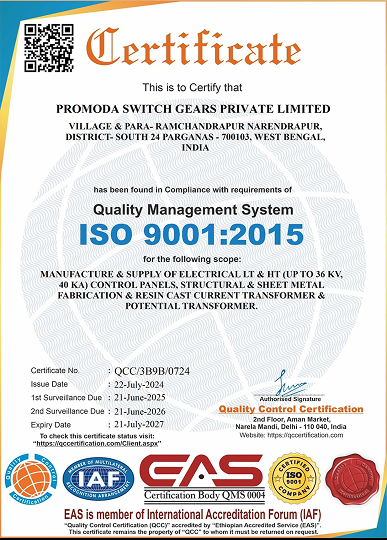 Certificate
This is to Certify that
PROMODA SWITCH GEARS PRIVATE LIMITED
VILLAGE & PARA- RAMCHANDRAPUR NARENDRAPUR,
DISTRICT- SOUTH 24 PARGANAS - 700103, WEST BENGAL,
INDIA
has been found in Compliance with requirements of
Quality Management System
ISO 9001:2015
for the following scope:
MANUFACTURE & SUPPLY OF ELECTRICAL LT & HT (UP TO 36 KV,
40 KA) CONTROL PANELS, STRUCTURAL & SHEET METAL
FABRICATION & RESIN CAST CURRENT TRANSFORMER &
POTENTIAL TRANSFORMER.
Certificate No. : QCC/3B9B/0724
Issue Date : 22-July-2024
1st Surveillance Due : 21-June-2025
2nd Surveillance Due : 21-June-2026
Expiry Date : 21-July-2027
To check this certificate status visit:
"https://qccertification.com/Client.aspx"
Authorised Signature
Quality Control Certification
2nd Floor, Aman Market,
Narela Mandi, Delhi - 110 040, India
Website: https://qccertification.com
Quality Control
Certification
MEMBER OF MULTILATERAL
IAF
RECOGNITION ARRANGEMENT
EAS
Certification Body QMS 0004
CERTIFIED
ISO
9001
COMPANY
EAS is member of International Accreditation Forum (IAF)
"Quality Control Certification (QCC)" accredited by "Ethiopian Accredited Service (EAS)".
This certificate remains the property of "QCC" to whom it must be returned on request.